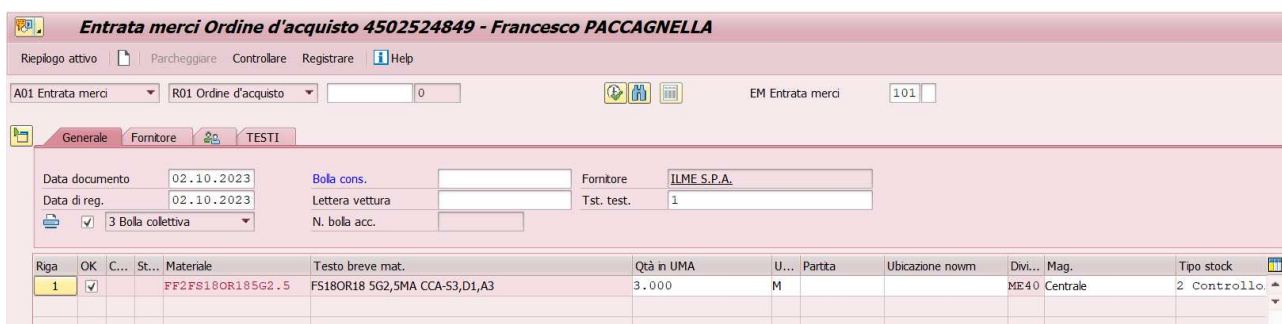 Entrata merci Ordine d'acquisto 4502524849 - Francesco PACCAGNELLA
Riepilogo attivo Parcheggiare Controllare Registrare Help
A01 Entrata merci R01 Ordine d'acquisto 0 EM Entrata merci 101
Generale Fornitore TESTI
Data documento 02.10.2023 Bolla cons. Fornitore ILME S.P.A.
Data di reg. 02.10.2023 Lettera vettura Tst. test. 1
3 Bolla collettiva N. bolla acc.
Riga OK C... St... Materiale Testo breve mat. Qtà in UMA U... Partita Ubicazione nowm Divi... Mag. Tipo stock
1 FF2FS18OR185G2.5 FS18OR18 5G2,5MA CCA-S3,D1,A3 3.000 M ME40 Centrale 2 Controllo